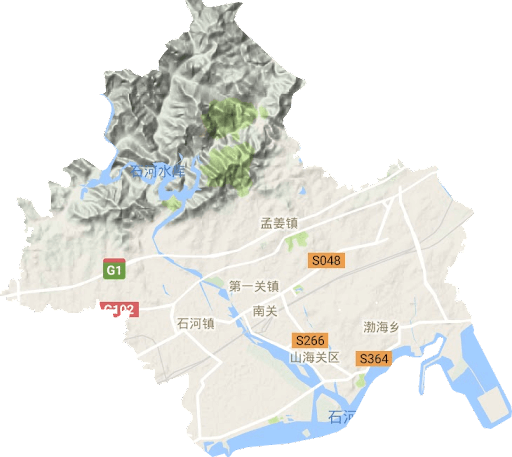 石河水库
孟姜镇
S048
G1
第一关镇
G102
南关
石河镇
渤海乡
S266
山海关区
S364
石河